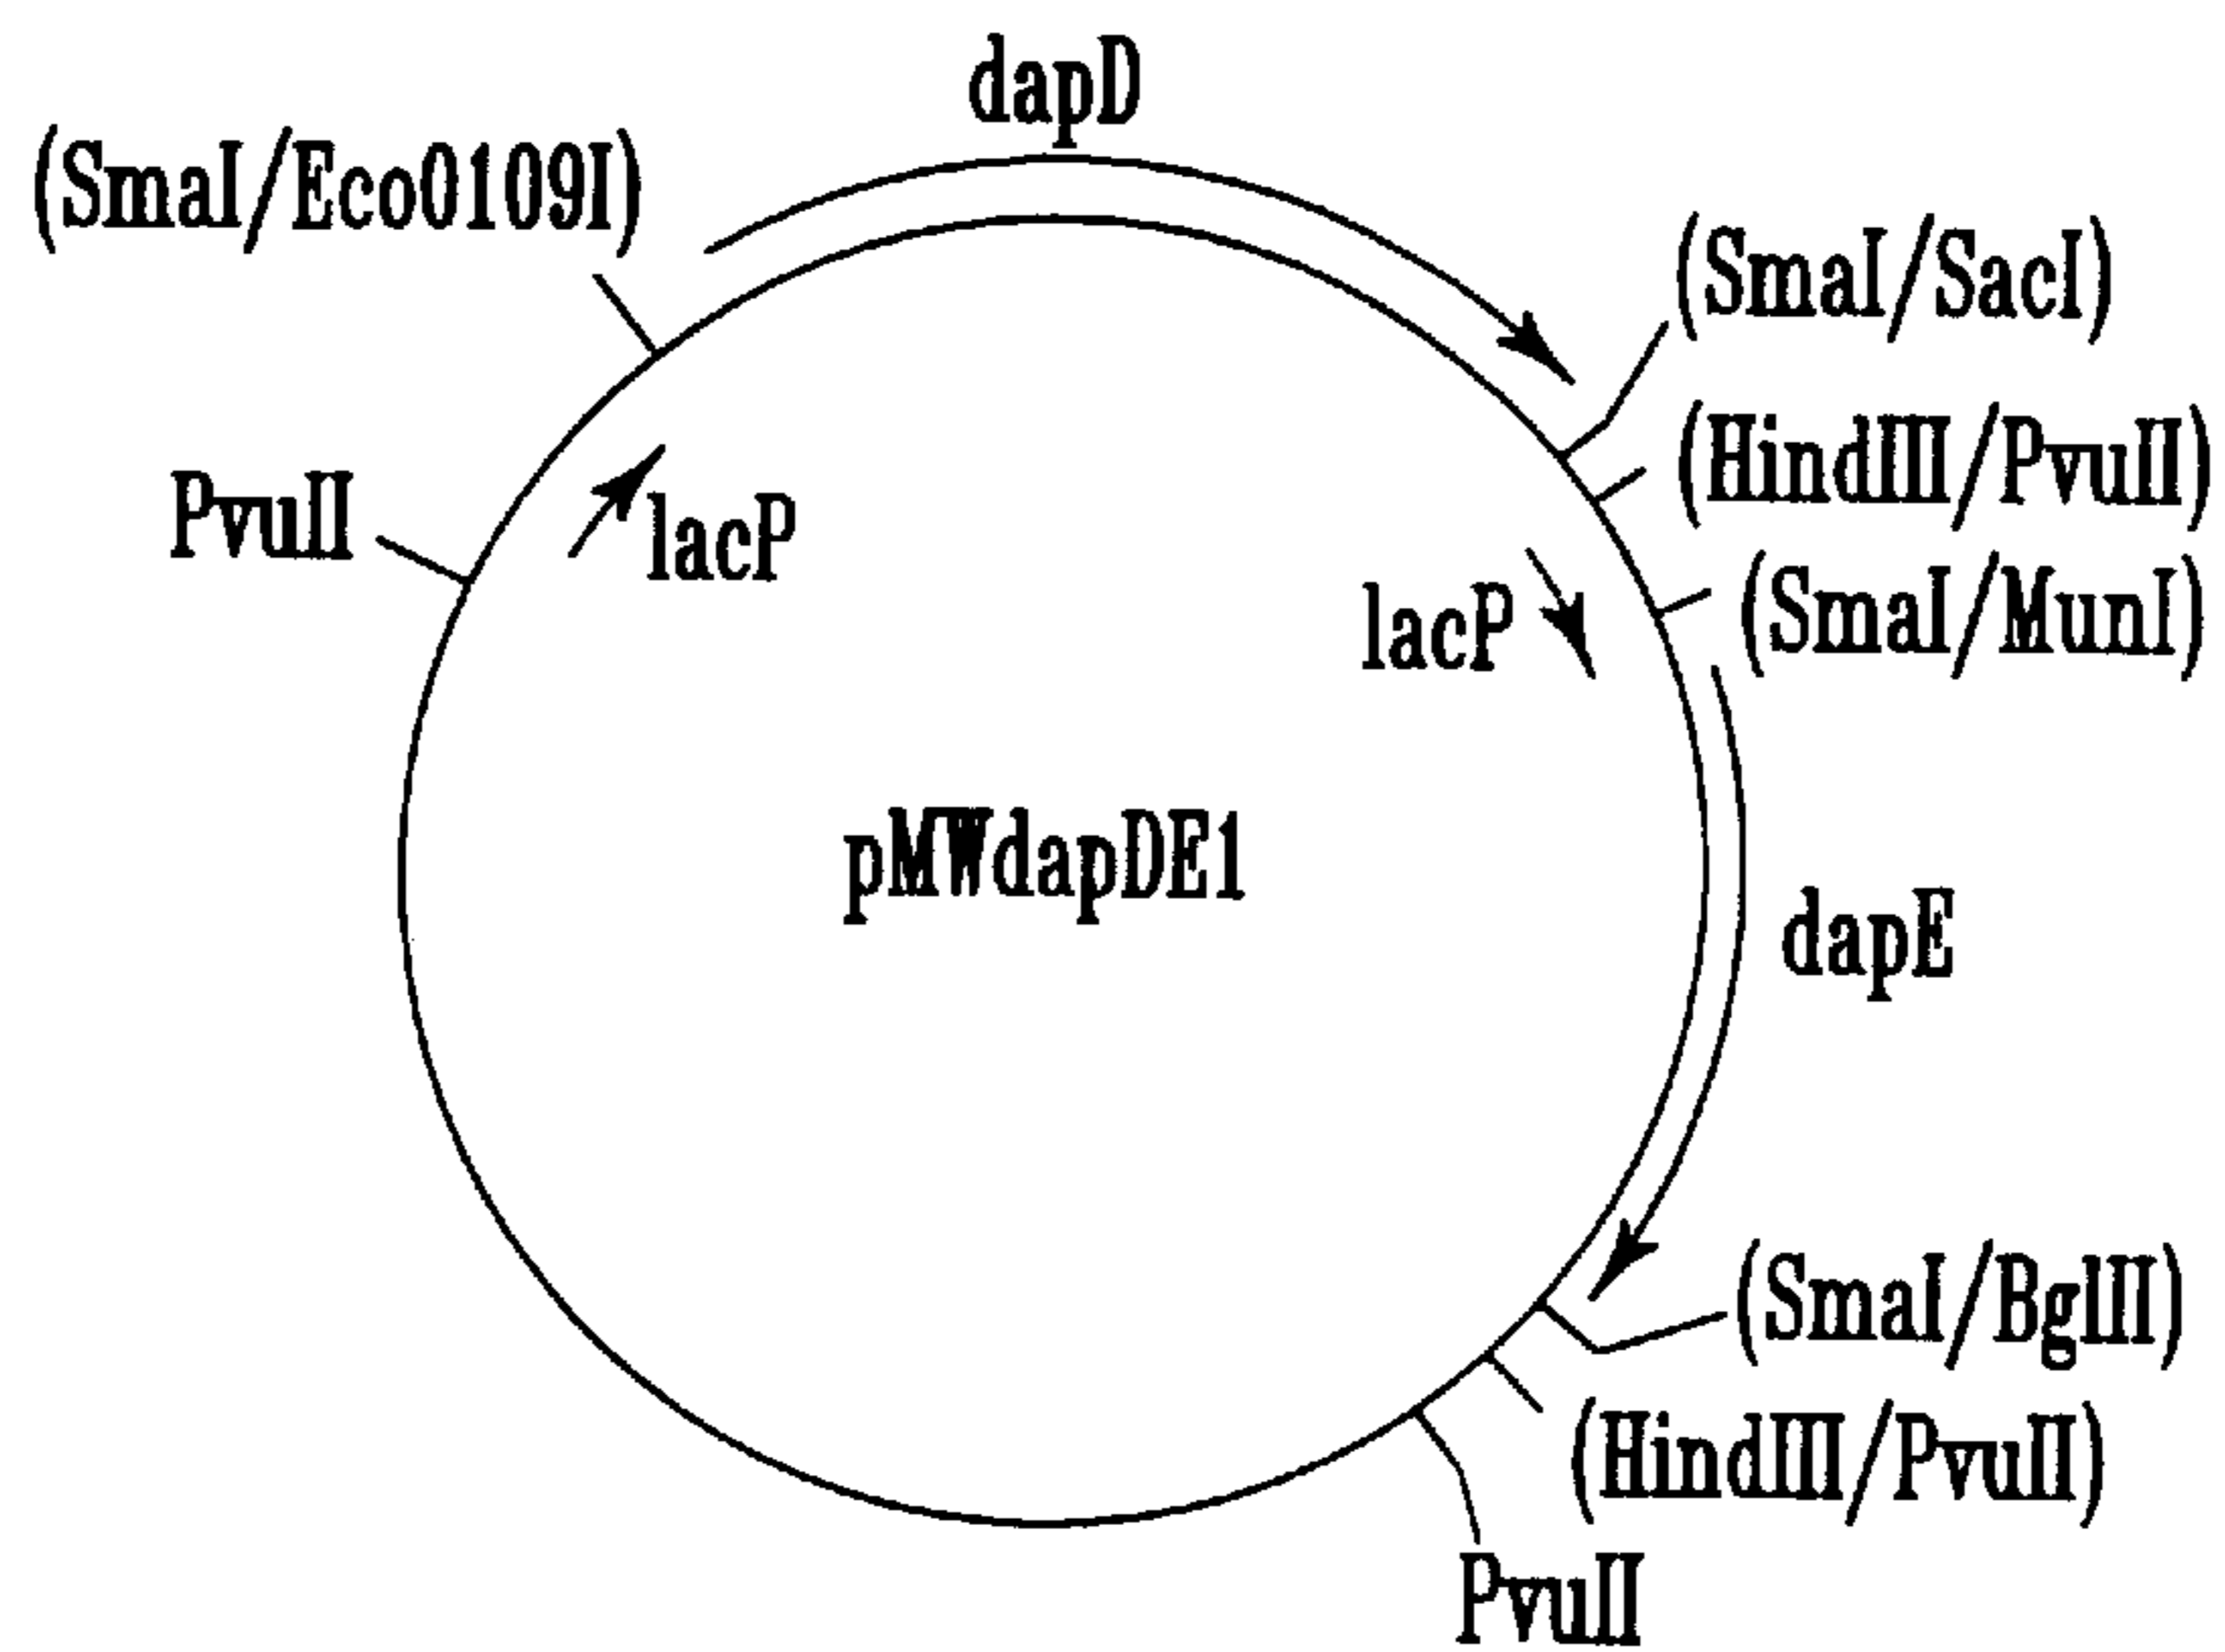 dapD
(SmaI/Eco0109I)
(SmaI/SacI)
(HindIII/PvuII)
PvuII
lacP
lacP
(SmaI/MunI)
pMWdapDE1
dapE
(SmaI/BglII)
(HindIII/PvuII)
PvuII